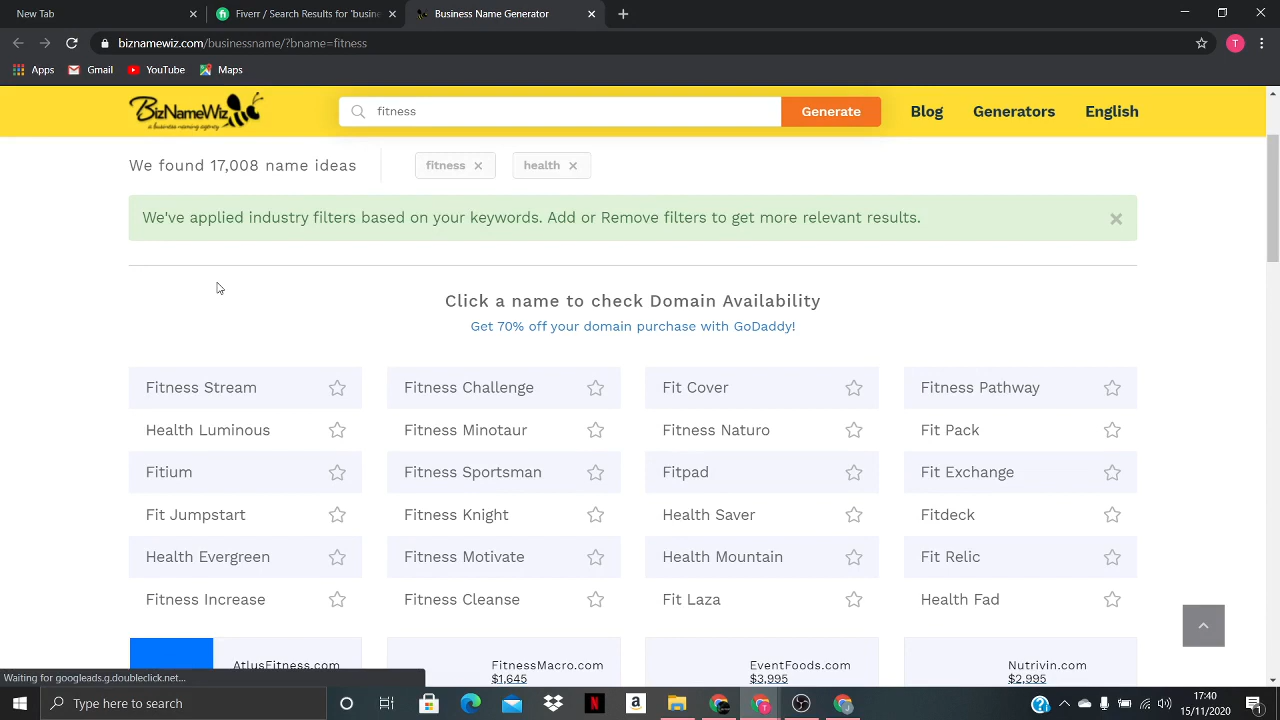 New Tab
Fiverr / Search Results for 'busine
Business Name Generator
biznamewiz.com/businessname/?bname=fitness
T
Apps Gmail YouTube Maps
BizNameWiz
a business naming agency
fitness
Generate
Blog Generators English
We found 17,008 name ideas
fitness
health
We've applied industry filters based on your keywords. Add or Remove filters to get more relevant results.
Click a name to check Domain Availability
Get 70% off your domain purchase with GoDaddy!
Fitness Stream Fitness Challenge Fit Cover Fitness Pathway
Health Luminous Fitness Minotaur Fitness Naturo Fit Pack
Fitium Fitness Sportsman Fitpad Fit Exchange
Fit Jumpstart Fitness Knight Health Saver Fitdeck
Health Evergreen Fitness Motivate Health Mountain Fit Relic
Fitness Increase Fitness Cleanse Fit Laza Health Fad
AtlusFitness.com FitnessMacro.com EventFoods.com Nutrivin.com
$1,645 $3,995 $2,995
Waiting for googleads.g.doubleclick.net...
Type here to search
17:40
15/11/2020